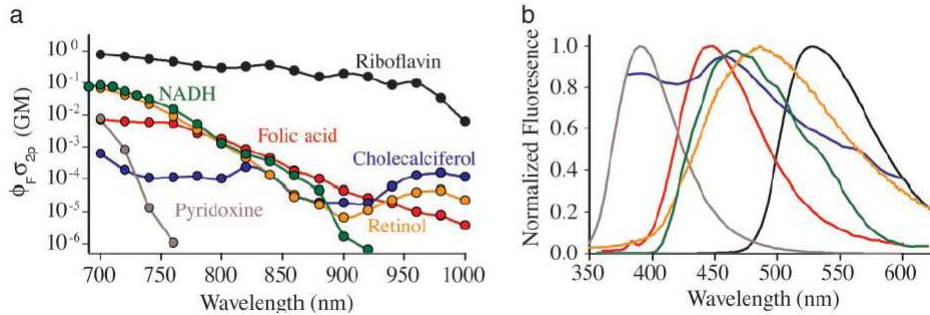 a
ϕF σ2p (GM)
10^0
10^-1
10^-2
10^-3
10^-4
10^-5
10^-6
Riboflavin
NADH
Folic acid
Cholecalciferol
Pyridoxine
Retinol
700 750 800 850 900 950 1000
Wavelength (nm)
b
Normalized Fluoresence
1.0
0.8
0.6
0.4
0.2
0.0
350 400 450 500 550 600
Wavelength (nm)